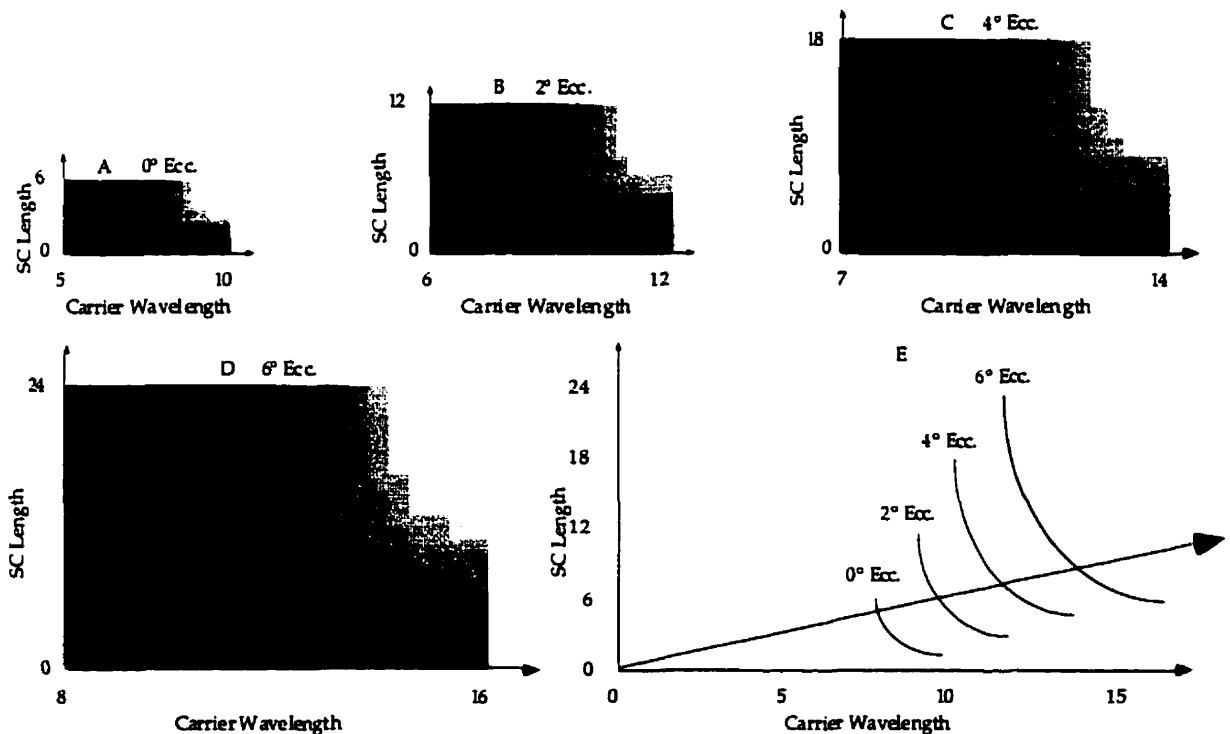 A 0° Ecc.
6
SC Length
0
5 10
Carrier Wavelength
B 2° Ecc.
12
SC Length
0
6 12
Carrier Wavelength
C 4° Ecc.
18
SC Length
0
7 14
Carrier Wavelength
D 6° Ecc.
24
SC Length
0
8 16
Carrier Wavelength
E
24
18
12
6
0
SC Length
6° Ecc.
4° Ecc.
2° Ecc.
0° Ecc.
0 5 10 15
Carrier Wavelength